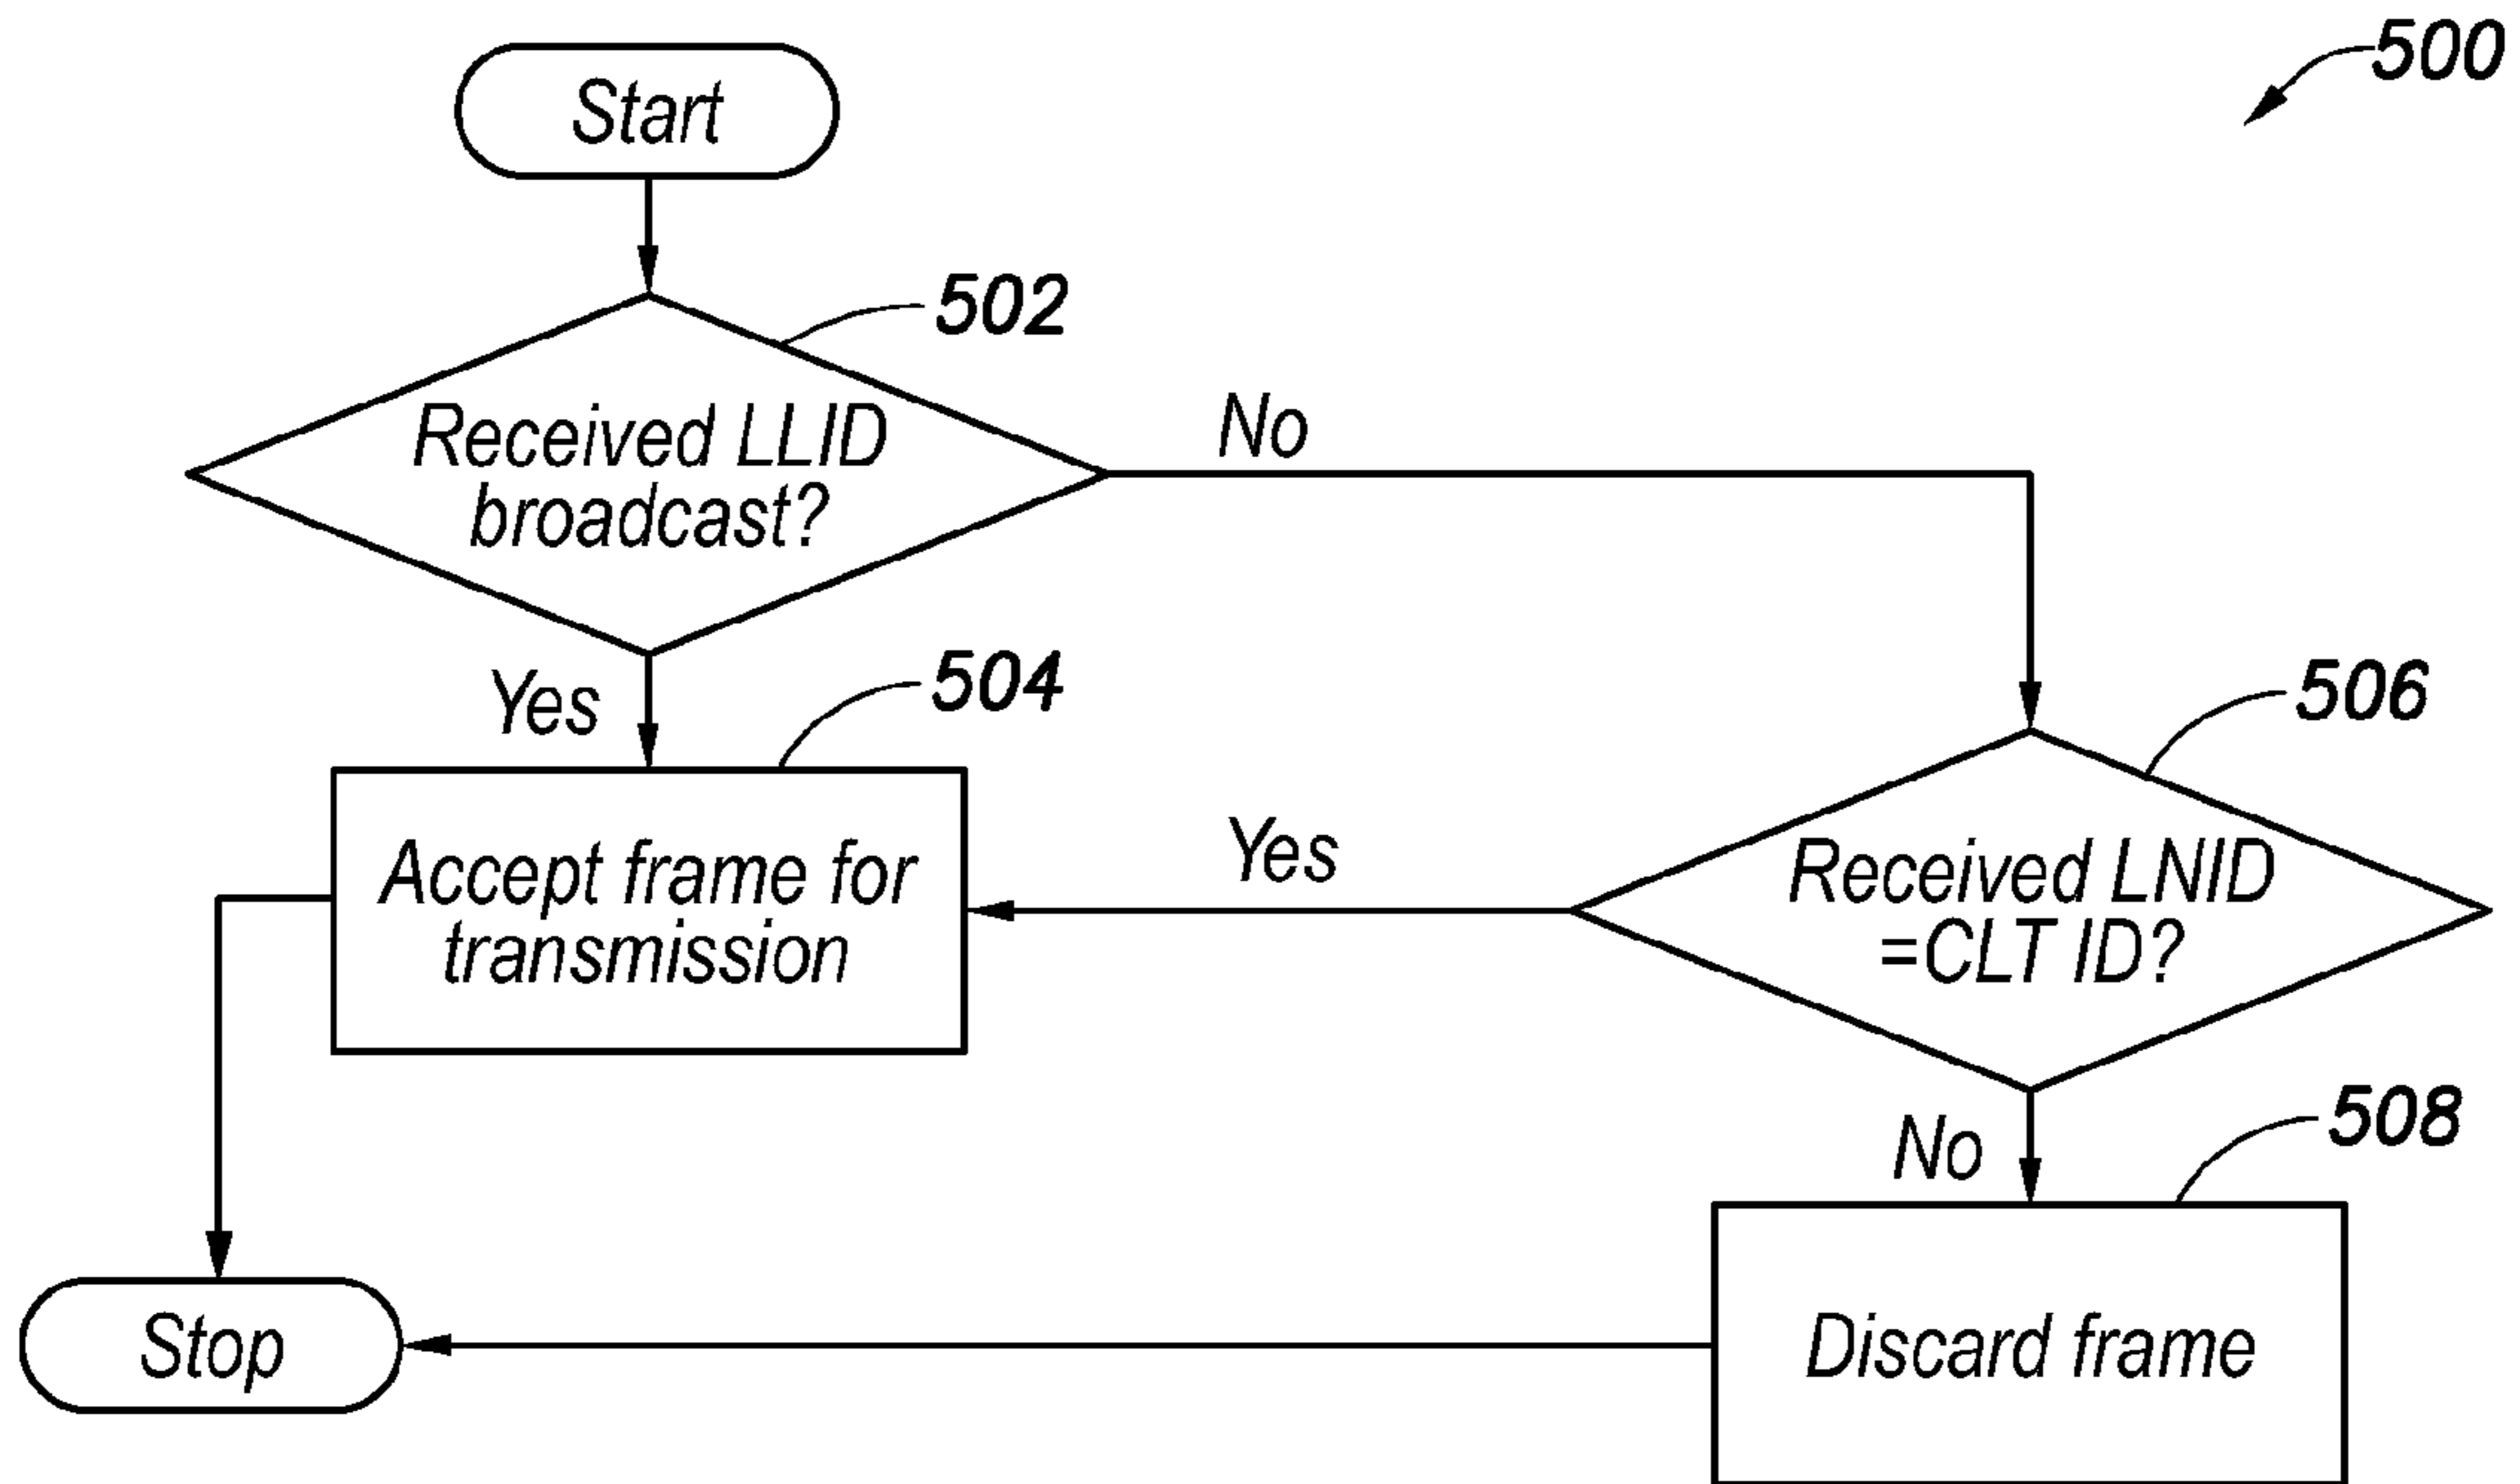 500
Start
502
Received LLID
broadcast?
No
Yes
504
Accept frame for
transmission
Yes
506
Received LNID
=CLT ID?
No
508
Discard frame
Stop